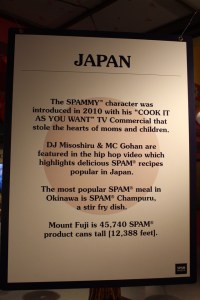 JAPAN
The SPAMMY™ character was
introduced in 2010 with his "COOK IT
AS YOU WANT" TV Commercial that
stole the hearts of moms and children.
DJ Misoshiru & MC Gohan are
featured in the hip hop video which
highlights delicious SPAM® recipes
popular in Japan.
The most popular SPAM® meal in
Okinawa is SPAM® Champuru,
a stir fry dish.
Mount Fuji is 45,740 SPAM®
product cans tall [12,388 feet].